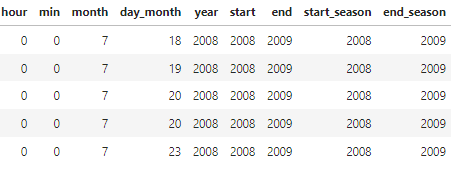 hour min month day_month year start end start_season end_season
0 0 7 18 2008 2008 2009 2008 2009
0 0 7 19 2008 2008 2009 2008 2009
0 0 7 20 2008 2008 2009 2008 2009
0 0 7 20 2008 2008 2009 2008 2009
0 0 7 23 2008 2008 2009 2008 2009